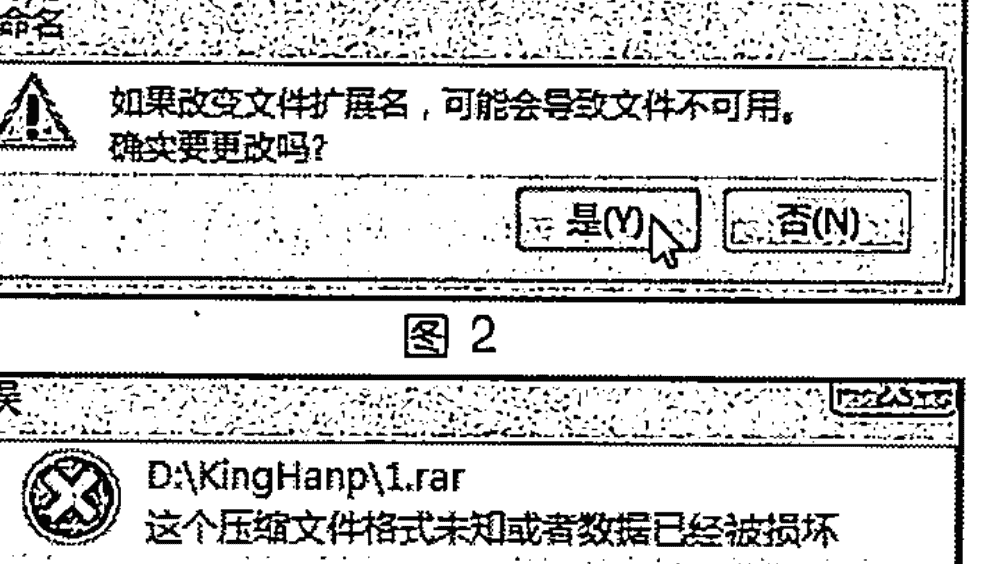 命名
如果改变文件扩展名，可能会导致文件不可用。
确实要更改吗?
是(Y) 否(N)
图 2
误
D:\KingHanp\1.rar
这个压缩文件格式未知或者数据已经被损坏